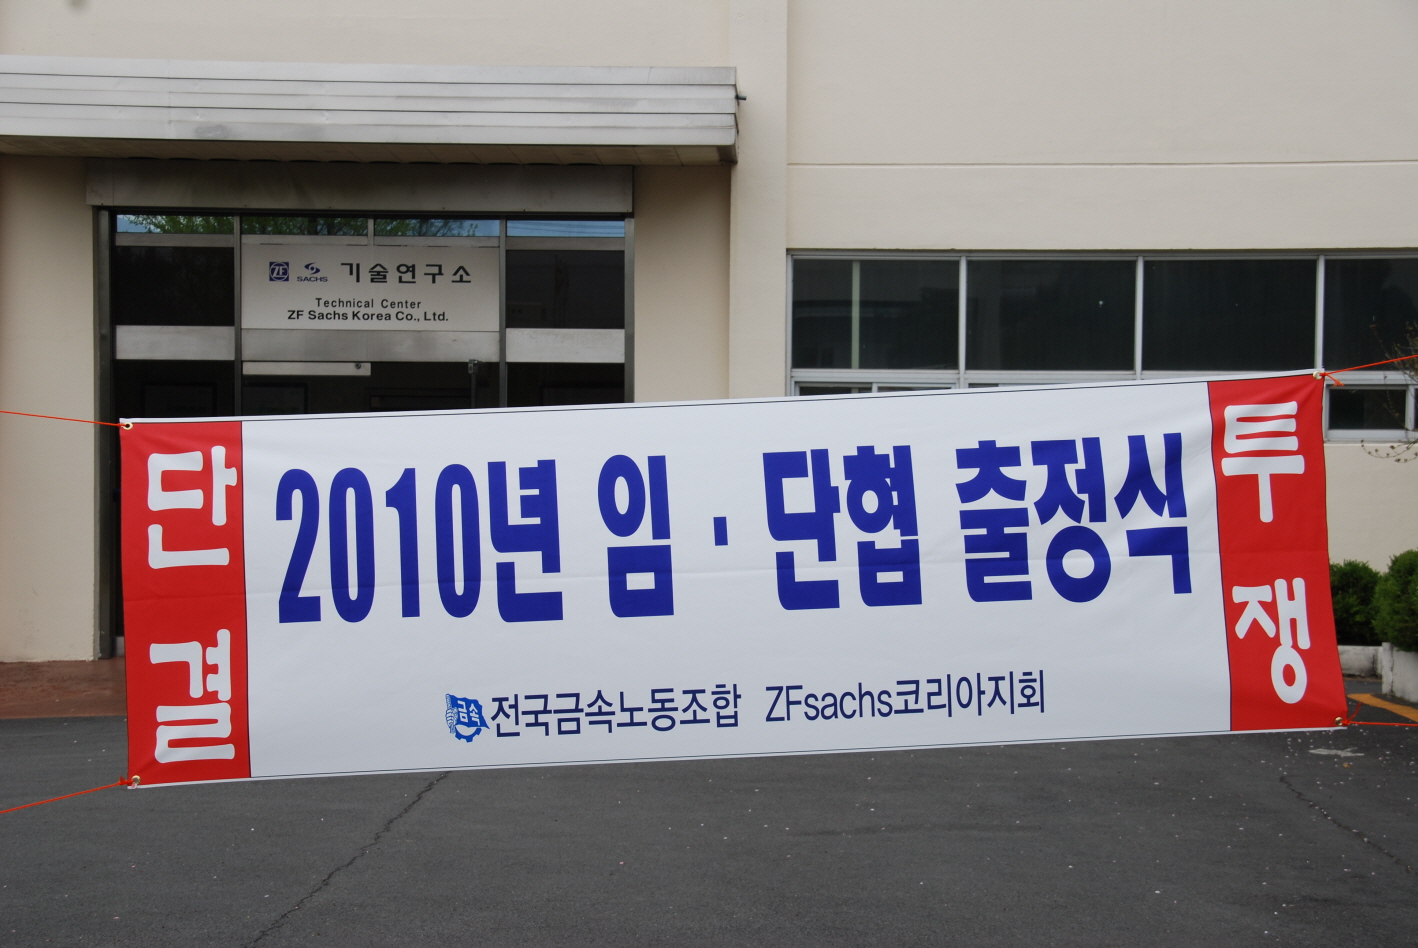 ZF SACHS 기술연구소
Technical Center
ZF Sachs Korea Co., Ltd.
단결
2010년 임·단협 출정식
투쟁
금속 전국금속노동조합 ZFsachs코리아지회